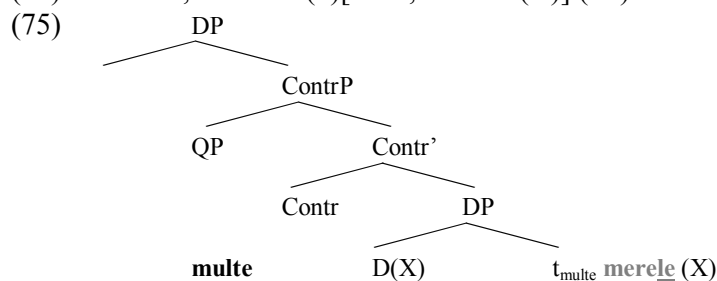 (75) DP
ContrP
QP Contr’
Contr DP
multe D(X) tmulte merele (X)